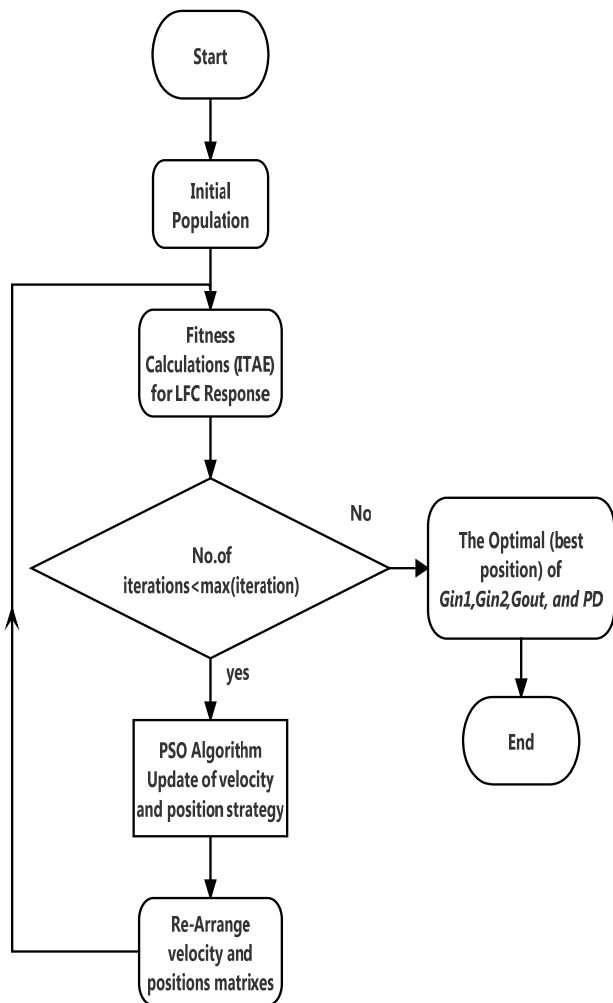 Start
Initial
Population
Fitness
Calculations (ITAE)
for LFC Response
No
No.of
iterations<max(iteration)
The Optimal (best
position) of
Gin1,Gin2,Gout, and PD
yes
End
PSO Algorithm
Update of velocity
and position strategy
Re-Arrange
velocity and
positions matrixes